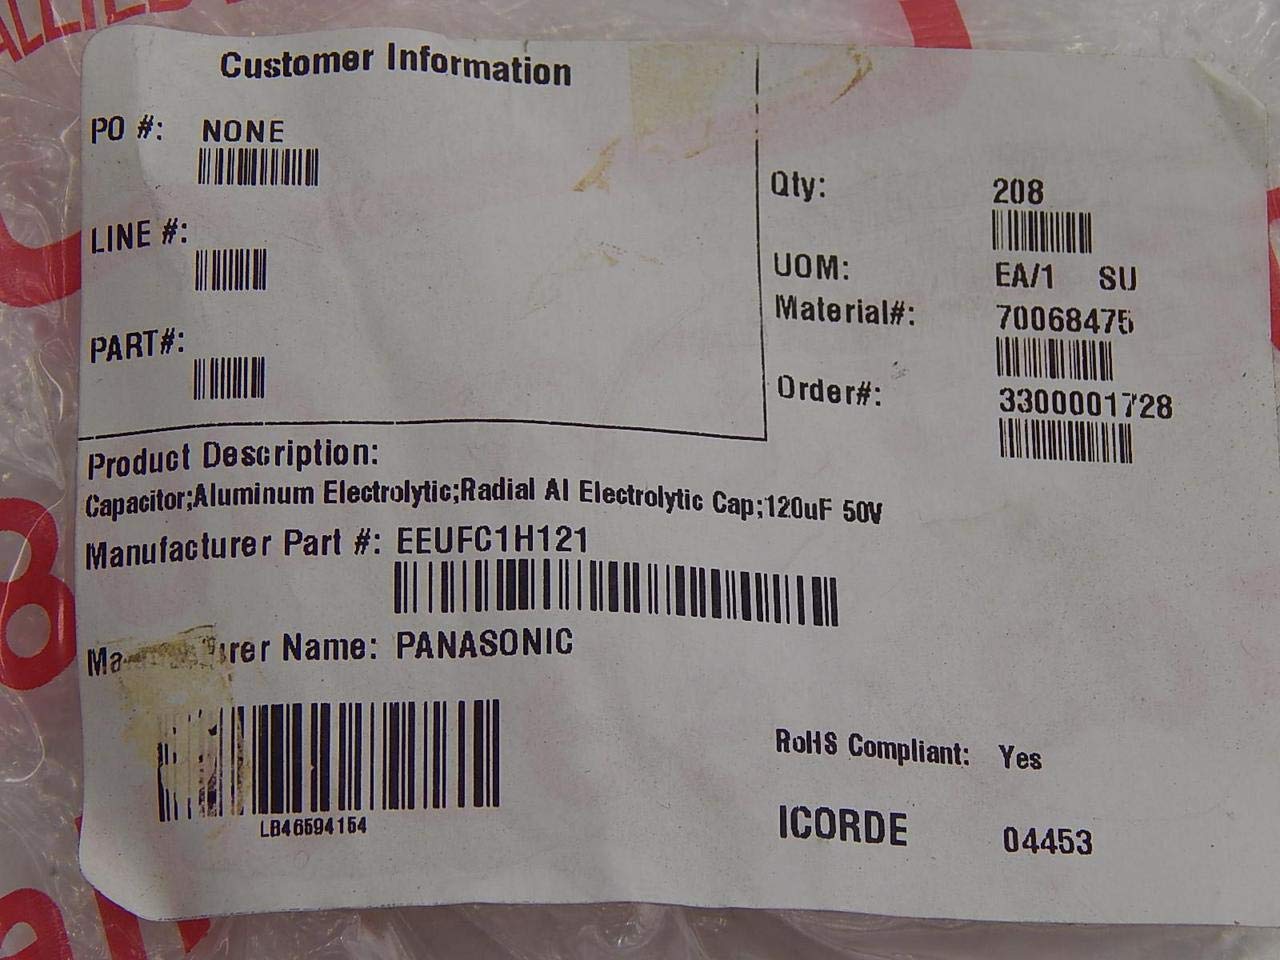 ALLIED
Customer Information
PO #: NONE
LINE #:
PART#:
Qty: 208
UOM: EA/1 SU
Material#: 70068475
Order#: 3300001728
Product Description:
Capacitor;Aluminum Electrolytic;Radial Al Electrolytic Cap;120uF 50V
Manufacturer Part #: EEUFC1H121
Name: PANASONIC
LB46594154
RoHS Compliant: Yes
ICORDE 04453